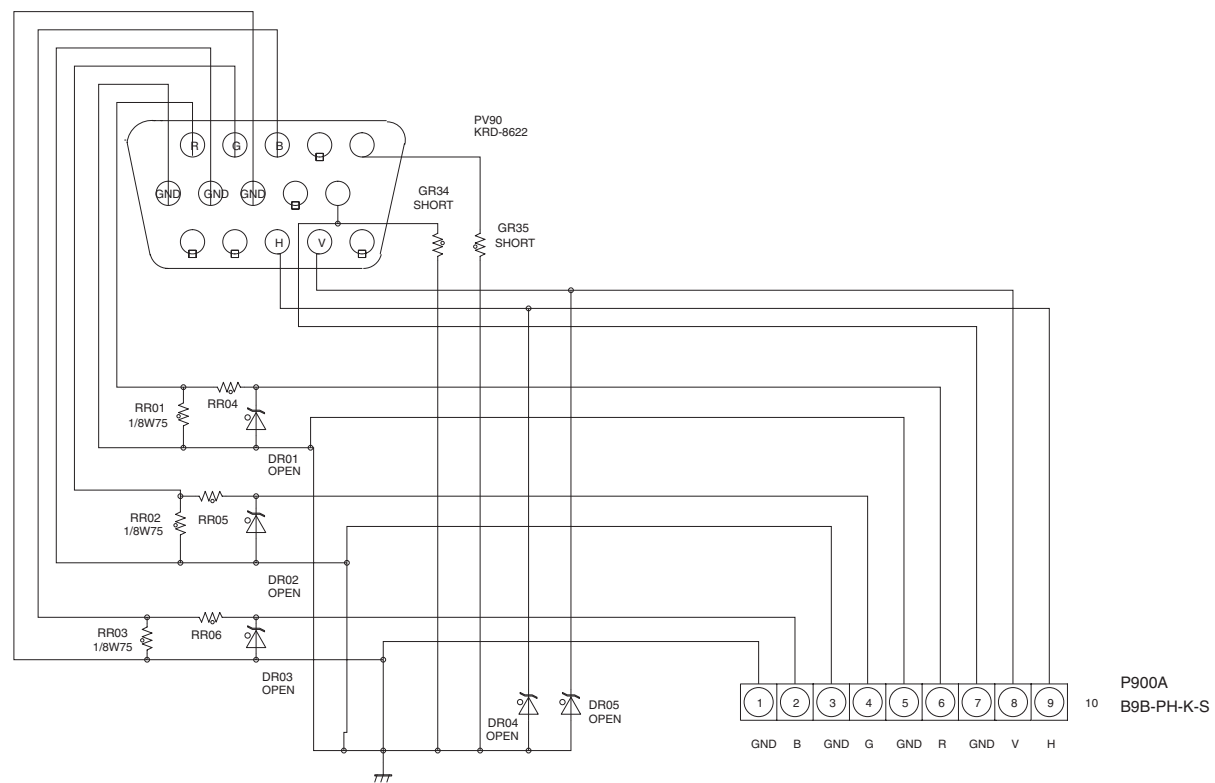 PV90
KRD-8622
R G B
GND GND GND
H V
GR34
SHORT
GR35
SHORT
RR01
1/8W75
RR04
DR01
OPEN
RR02
1/8W75
RR05
DR02
OPEN
RR03
1/8W75
RR06
DR03
OPEN
DR04
OPEN
DR05
OPEN
1 2 3 4 5 6 7 8 9 10
GND B GND G GND R GND V H
P900A
B9B-PH-K-S